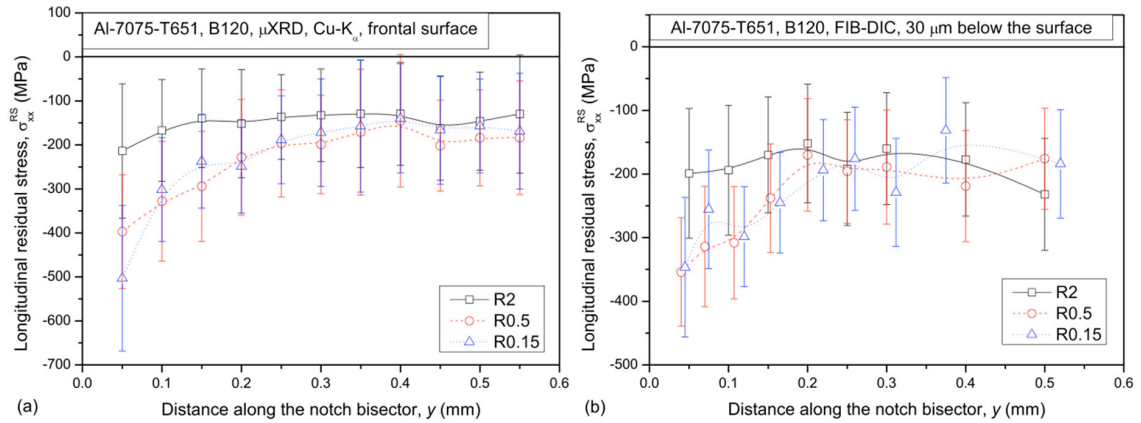 Al-7075-T651, B120, μXRD, Cu-Kα, frontal surface
0
-100
-200
-300
-400
-500
-600
-700
0.0 0.1 0.2 0.3 0.4 0.5 0.6
Longitudinal residual stress, σ_xx^RS (MPa)
Distance along the notch bisector, y (mm)
R2
R0.5
R0.15
(a)
Al-7075-T651, B120, FIB-DIC, 30 μm below the surface
0
-100
-200
-300
-400
-500
0.0 0.1 0.2 0.3 0.4 0.5 0.6
Longitudinal residual stress, σ_xx^RS (MPa)
Distance along the notch bisector, y (mm)
R2
R0.5
R0.15
(b)